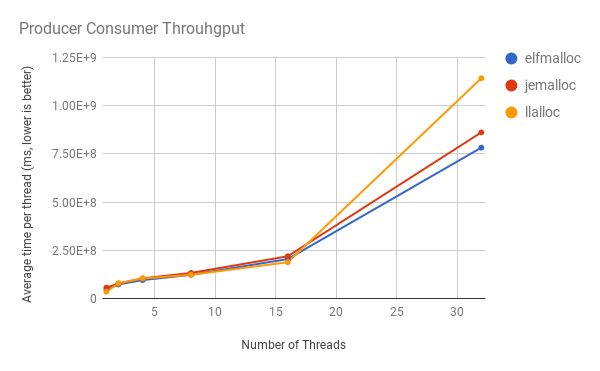 Producer Consumer Throuhgput
Average time per thread (ms, lower is better)
1.25E+9
1.00E+9
7.50E+8
5.00E+8
2.50E+8
0
5 10 15 20 25 30
Number of Threads
elfmalloc
jemalloc
llalloc